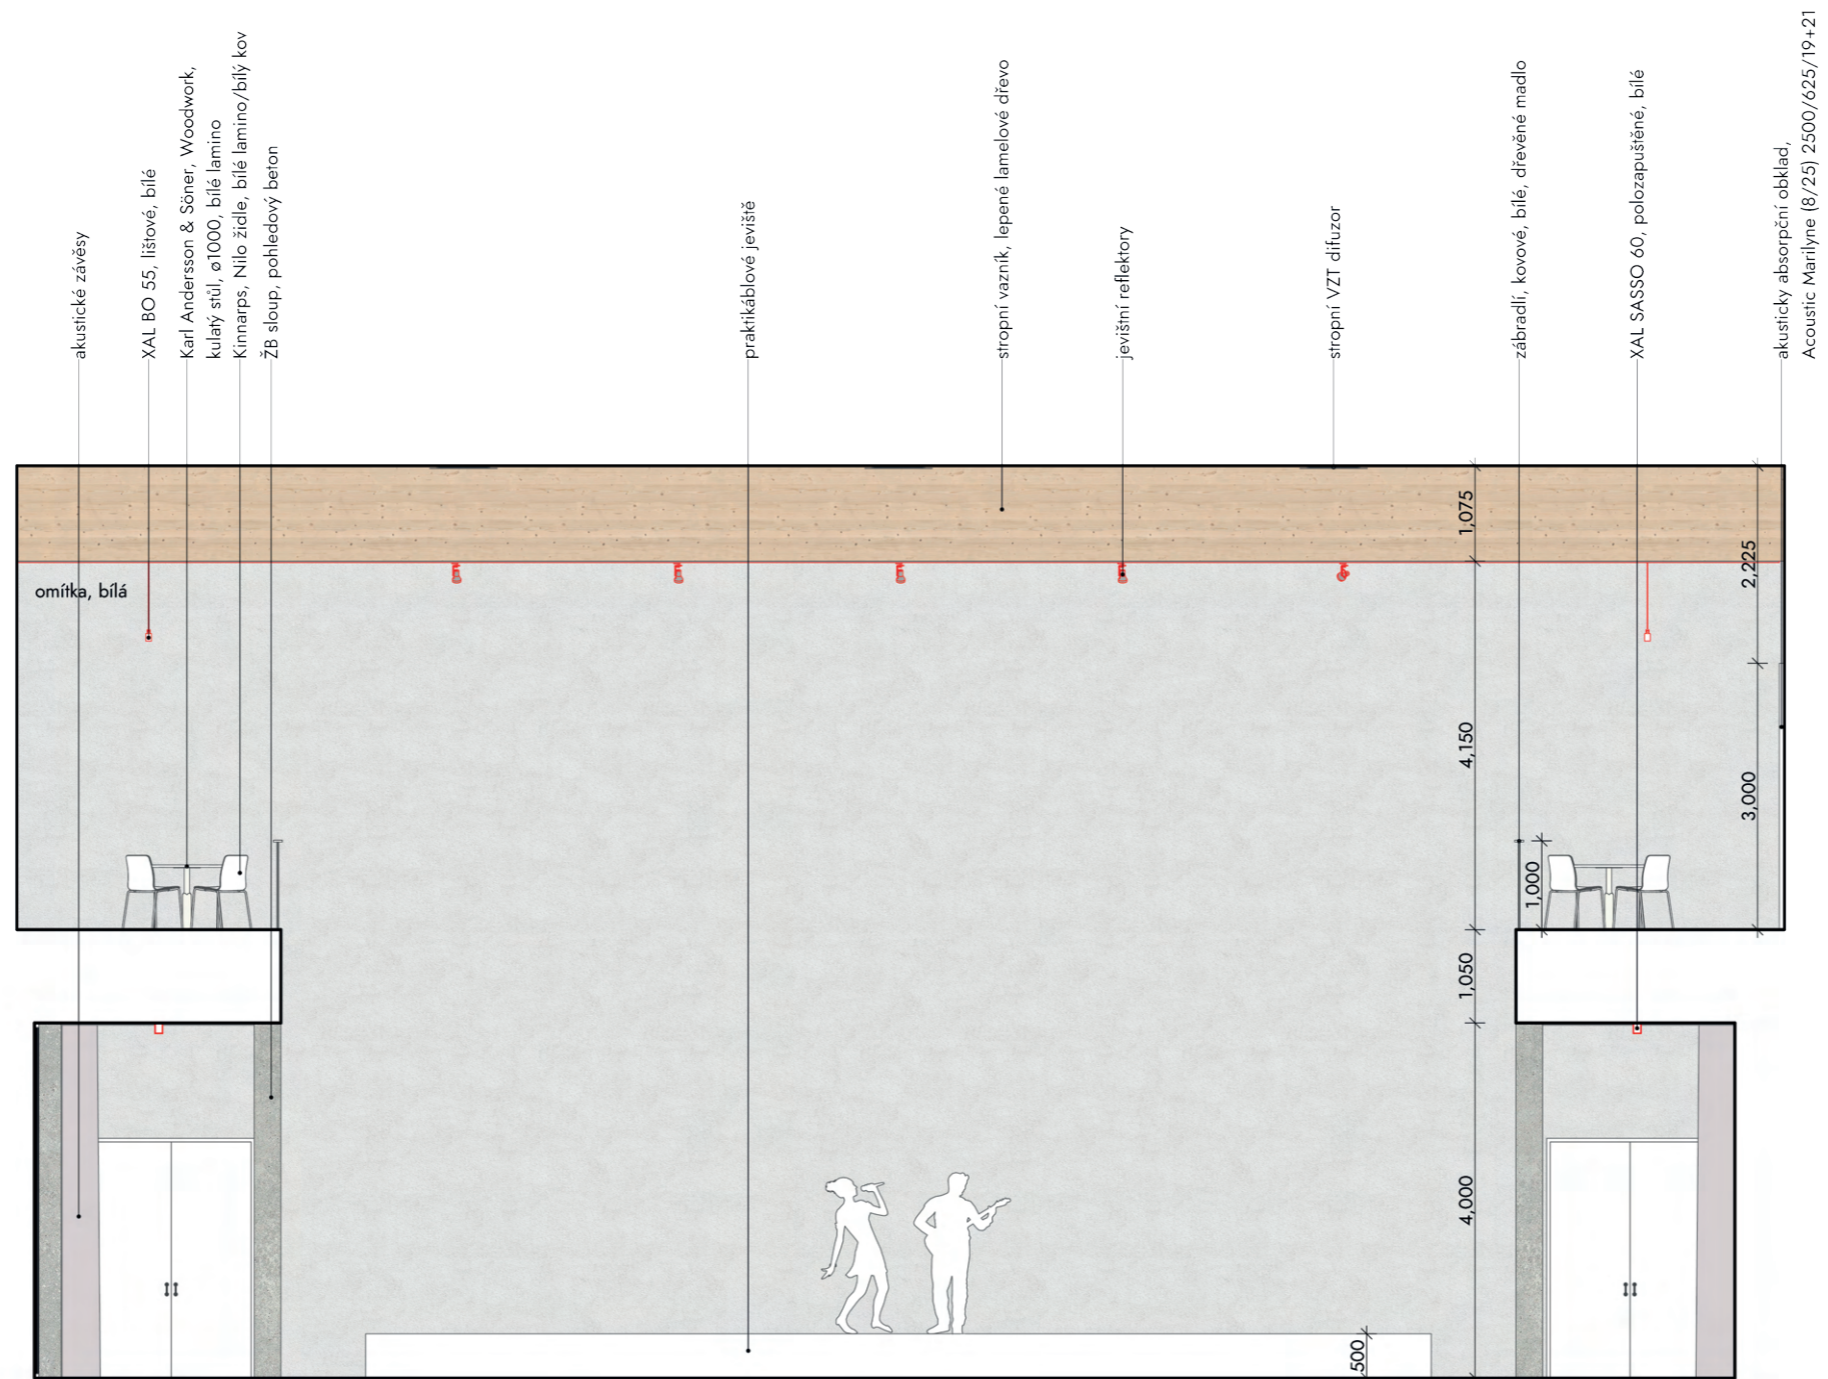 akustické závěsy
XAL BO 55, lištové, bílé
Karl Andersson & Söner, Woodwork,
kulatý stůl, ø1000, bílé lamino
Kinnarps, Nilo židle, bílé lamino/bílý kov
ŽB sloup, pohledový beton
praktikáblové jeviště
stropní vazník, lepené lamelové dřevo
jevištní reflektory
stropní VZT difuzor
zábradlí, kovové, bílé, dřevěné madlo
XAL SASSO 60, polozapuštěné, bílé
akusticky absorpční obklad,
Acoustic Marilyne (8/25) 2500/625/19+21
omítka, bílá
1,075
2,225
4,150
3,000
1,000
1,050
4,000
500